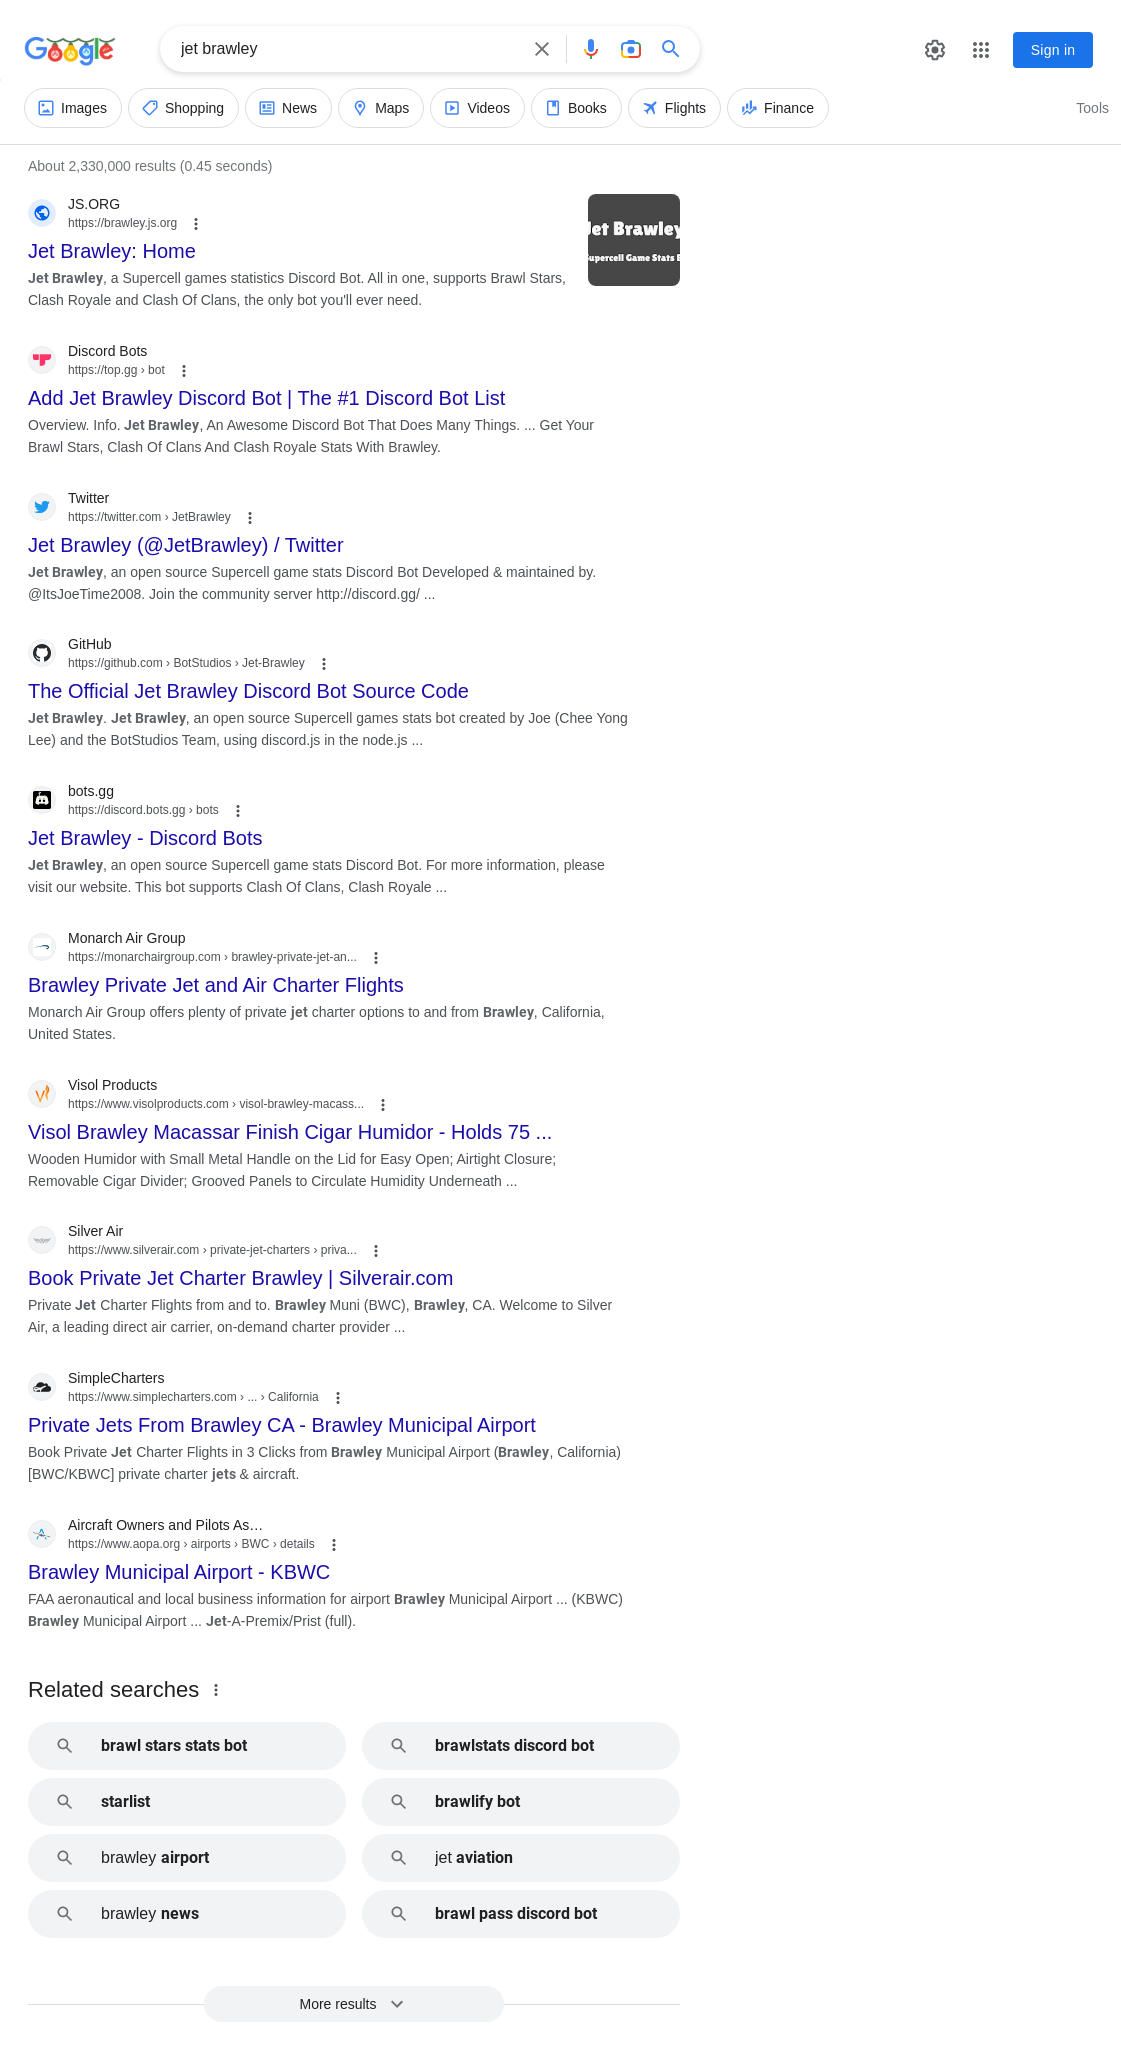 Google
jet brawley
Sign in
Images
Shopping
News
Maps
Videos
Books
Flights
Finance
Tools
About 2,330,000 results (0.45 seconds)
JS.ORG
https://brawley.js.org
Jet Brawley: Home
Jet Brawley, a Supercell games statistics Discord Bot. All in one, supports Brawl Stars,
Clash Royale and Clash Of Clans, the only bot you'll ever need.
Jet Brawley
Supercell Game Stats
Discord Bots
https://top.gg › bot
Add Jet Brawley Discord Bot | The #1 Discord Bot List
Overview. Info. Jet Brawley, An Awesome Discord Bot That Does Many Things. ... Get Your
Brawl Stars, Clash Of Clans And Clash Royale Stats With Brawley.
Twitter
https://twitter.com › JetBrawley
Jet Brawley (@JetBrawley) / Twitter
Jet Brawley, an open source Supercell game stats Discord Bot Developed & maintained by.
@ItsJoeTime2008. Join the community server http://discord.gg/ ...
GitHub
https://github.com › BotStudios › Jet-Brawley
The Official Jet Brawley Discord Bot Source Code
Jet Brawley. Jet Brawley, an open source Supercell games stats bot created by Joe (Chee Yong
Lee) and the BotStudios Team, using discord.js in the node.js ...
bots.gg
https://discord.bots.gg › bots
Jet Brawley - Discord Bots
Jet Brawley, an open source Supercell game stats Discord Bot. For more information, please
visit our website. This bot supports Clash Of Clans, Clash Royale ...
Monarch Air Group
https://monarchairgroup.com › brawley-private-jet-an...
Brawley Private Jet and Air Charter Flights
Monarch Air Group offers plenty of private jet charter options to and from Brawley, California,
United States.
Visol Products
https://www.visolproducts.com › visol-brawley-macass...
Visol Brawley Macassar Finish Cigar Humidor - Holds 75 ...
Wooden Humidor with Small Metal Handle on the Lid for Easy Open; Airtight Closure;
Removable Cigar Divider; Grooved Panels to Circulate Humidity Underneath ...
Silver Air
https://www.silverair.com › private-jet-charters › priva...
Book Private Jet Charter Brawley | Silverair.com
Private Jet Charter Flights from and to. Brawley Muni (BWC), Brawley, CA. Welcome to Silver
Air, a leading direct air carrier, on-demand charter provider ...
SimpleCharters
https://www.simplecharters.com › ... › California
Private Jets From Brawley CA - Brawley Municipal Airport
Book Private Jet Charter Flights in 3 Clicks from Brawley Municipal Airport (Brawley, California)
[BWC/KBWC] private charter jets & aircraft.
Aircraft Owners and Pilots As…
https://www.aopa.org › airports › BWC › details
Brawley Municipal Airport - KBWC
FAA aeronautical and local business information for airport Brawley Municipal Airport ... (KBWC)
Brawley Municipal Airport ... Jet-A-Premix/Prist (full).
Related searches
brawl stars stats bot
brawlstats discord bot
starlist
brawlify bot
brawley airport
jet aviation
brawley news
brawl pass discord bot
More results